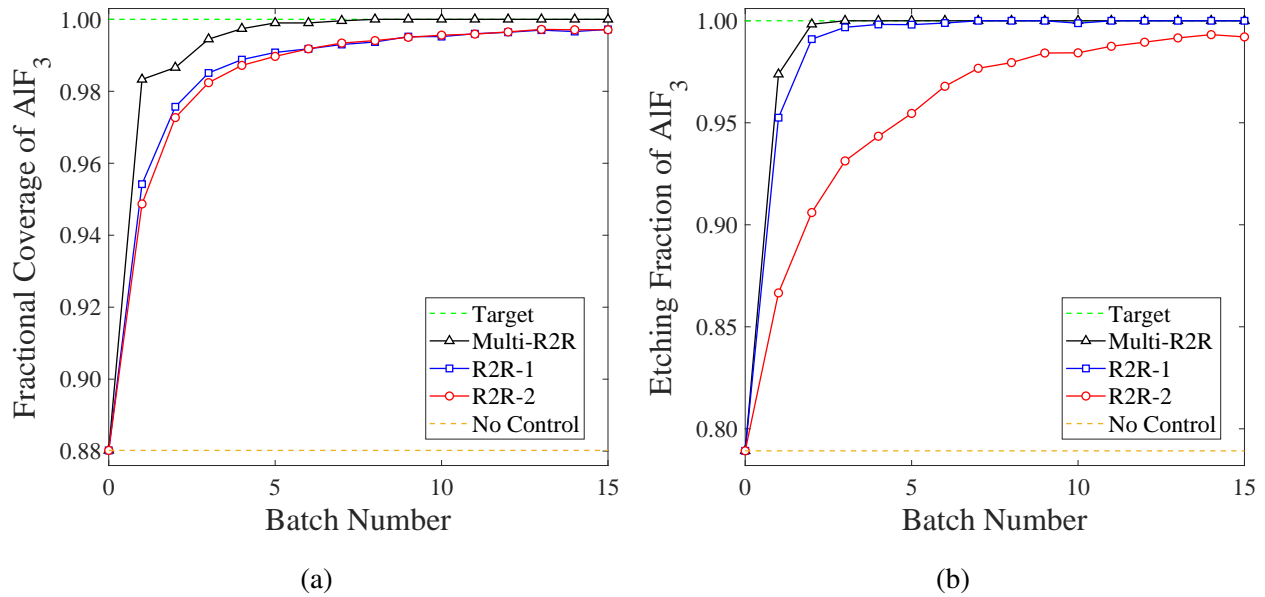 1.00
0.98
0.96
0.94
0.92
0.90
0.88
Fractional Coverage of AlF3
0
5
10
15
Batch Number
Target
Multi-R2R
R2R-1
R2R-2
No Control
(a)
1.00
0.95
0.90
0.85
0.80
Etching Fraction of AlF3
0
5
10
15
Batch Number
Target
Multi-R2R
R2R-1
R2R-2
No Control
(b)